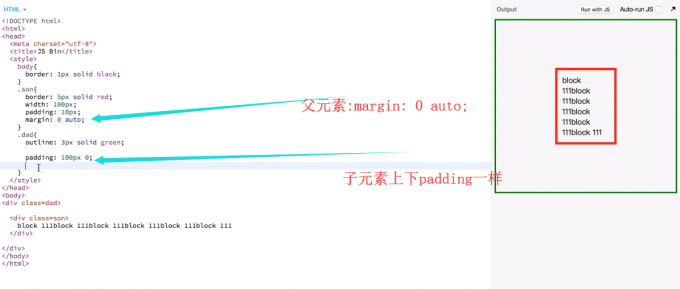 HTML
Output
Run with JS
Auto-run JS
<!DOCTYPE html>
<html>
<head>
<meta charset="utf-8">
<title>JS Bin</title>
<style>
body{
border: 1px solid black;
}
.son{
border: 5px solid red;
width: 100px;
padding: 10px;
margin: 0 auto;
}
.dad{
outline: 3px solid green;
padding: 100px 0;
}
</style>
</head>
<body>
<div class=dad>
<div class=son>
block 111block 111block 111block 111block 111block 111
</div>
</div>
</body>
</html>
父元素:margin: 0 auto;
子元素上下padding一样
block
111block
111block
111block
111block
111block 111